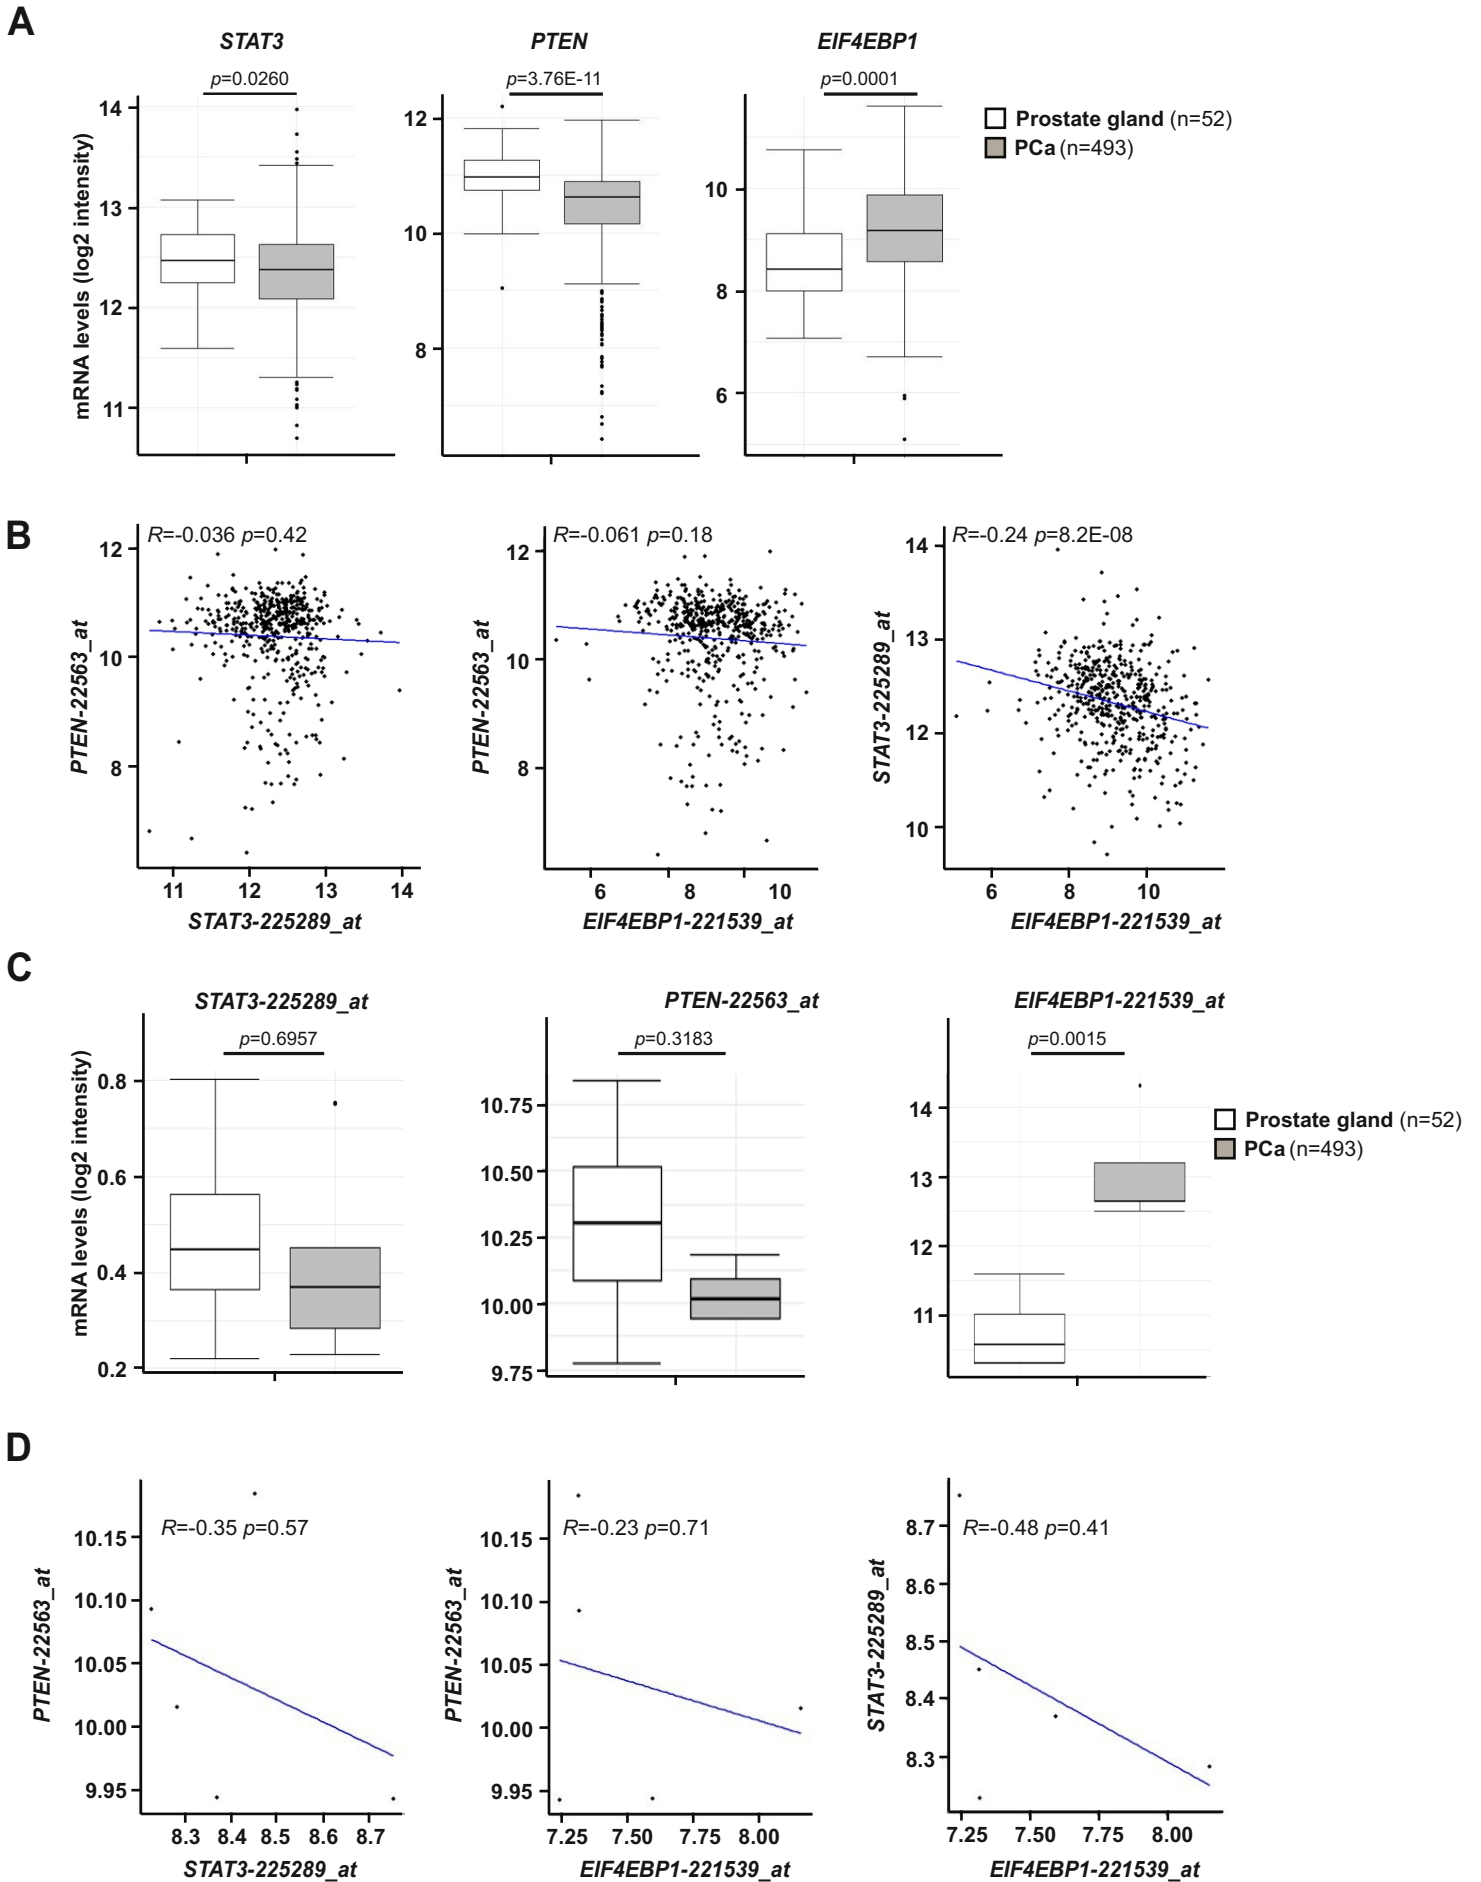 A
STAT3
PTEN
EIF4EBP1
p=0.0260
p=3.76E-11
p=0.0001
mRNA levels (log2 intensity)
14
13
12
11
12
10
8
10
8
6
Prostate gland (n=52)
PCa (n=493)
B
R=-0.036 p=0.42
R=-0.061 p=0.18
R=-0.24 p=8.2E-08
PTEN-22563_at
12
10
8
11 12 13 14
STAT3-225289_at
PTEN-22563_at
12
10
8
6 8 10
EIF4EBP1-221539_at
STAT3-225289_at
14
13
12
10
6 8 10
EIF4EBP1-221539_at
C
STAT3-225289_at
PTEN-22563_at
EIF4EBP1-221539_at
p=0.6957
p=0.3183
p=0.0015
mRNA levels (log2 intensity)
0.8
0.6
0.4
0.2
10.75
10.50
10.25
10.00
9.75
14
13
12
11
Prostate gland (n=52)
PCa (n=493)
D
R=-0.35 p=0.57
R=-0.23 p=0.71
R=-0.48 p=0.41
PTEN-22563_at
10.15
10.10
10.05
10.00
9.95
8.3 8.4 8.5 8.6 8.7
STAT3-225289_at
PTEN-22563_at
10.15
10.10
10.05
10.00
9.95
7.25 7.50 7.75 8.00
EIF4EBP1-221539_at
STAT3-225289_at
8.7
8.6
8.5
8.4
8.3
7.25 7.50 7.75 8.00
EIF4EBP1-221539_at